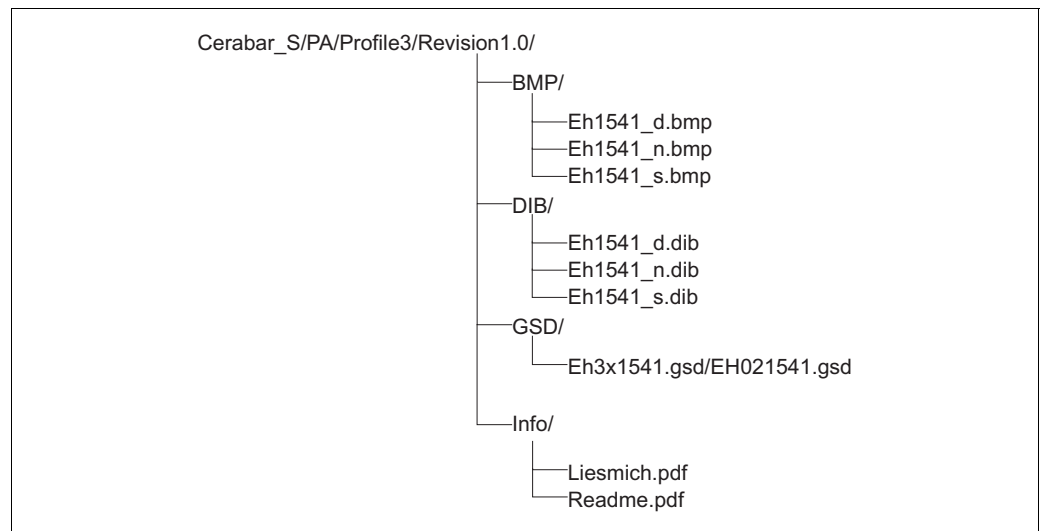 Cerabar_S/PA/Profile3/Revision1.0/
BMP/
Eh1541_d.bmp
Eh1541_n.bmp
Eh1541_s.bmp
DIB/
Eh1541_d.dib
Eh1541_n.dib
Eh1541_s.dib
GSD/
Eh3x1541.gsd/EH021541.gsd
Info/
Liesmich.pdf
Readme.pdf